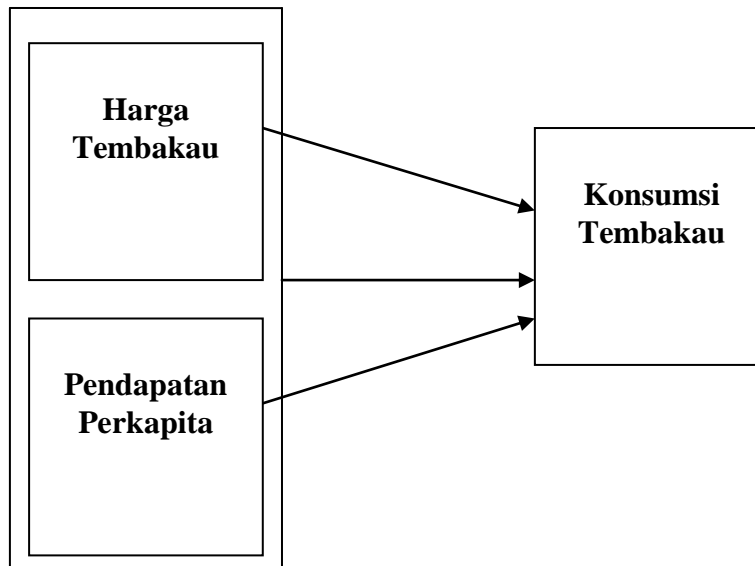 Harga
Tembakau
Konsumsi
Tembakau
Pendapatan
Perkapita